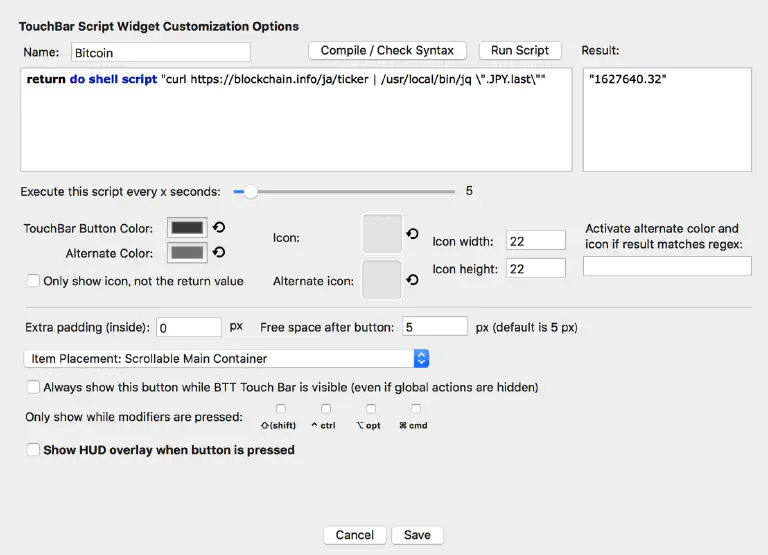 TouchBar Script Widget Customization Options
Name: Bitcoin Compile / Check Syntax Run Script Result:
return do shell script "curl https://blockchain.info/ja/ticker | /usr/local/bin/jq \".JPY.last\"" "1627640.32"
Execute this script every x seconds: 5
TouchBar Button Color:
Alternate Color:
Only show icon, not the return value
Icon:
Alternate icon:
Icon width: 22
Icon height: 22
Activate alternate color and
icon if result matches regex:
Extra padding (inside): 0 px Free space after button: 5 px (default is 5 px)
Item Placement: Scrollable Main Container
Always show this button while BTT Touch Bar is visible (even if global actions are hidden)
Only show while modifiers are pressed: ⇧(shift) ^ ctrl ⌥ opt ⌘ cmd
Show HUD overlay when button is pressed
Cancel Save